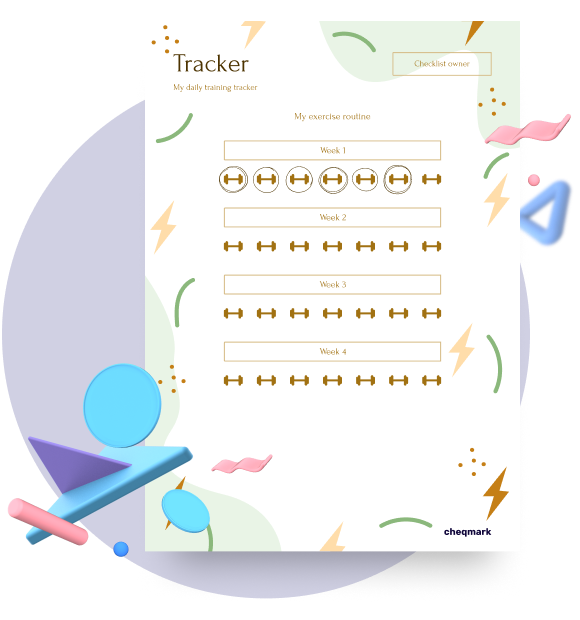 Tracker
Checklist owner
My daily training tracker
My exercise routine
Week 1
Week 2
Week 3
Week 4
cheqmark